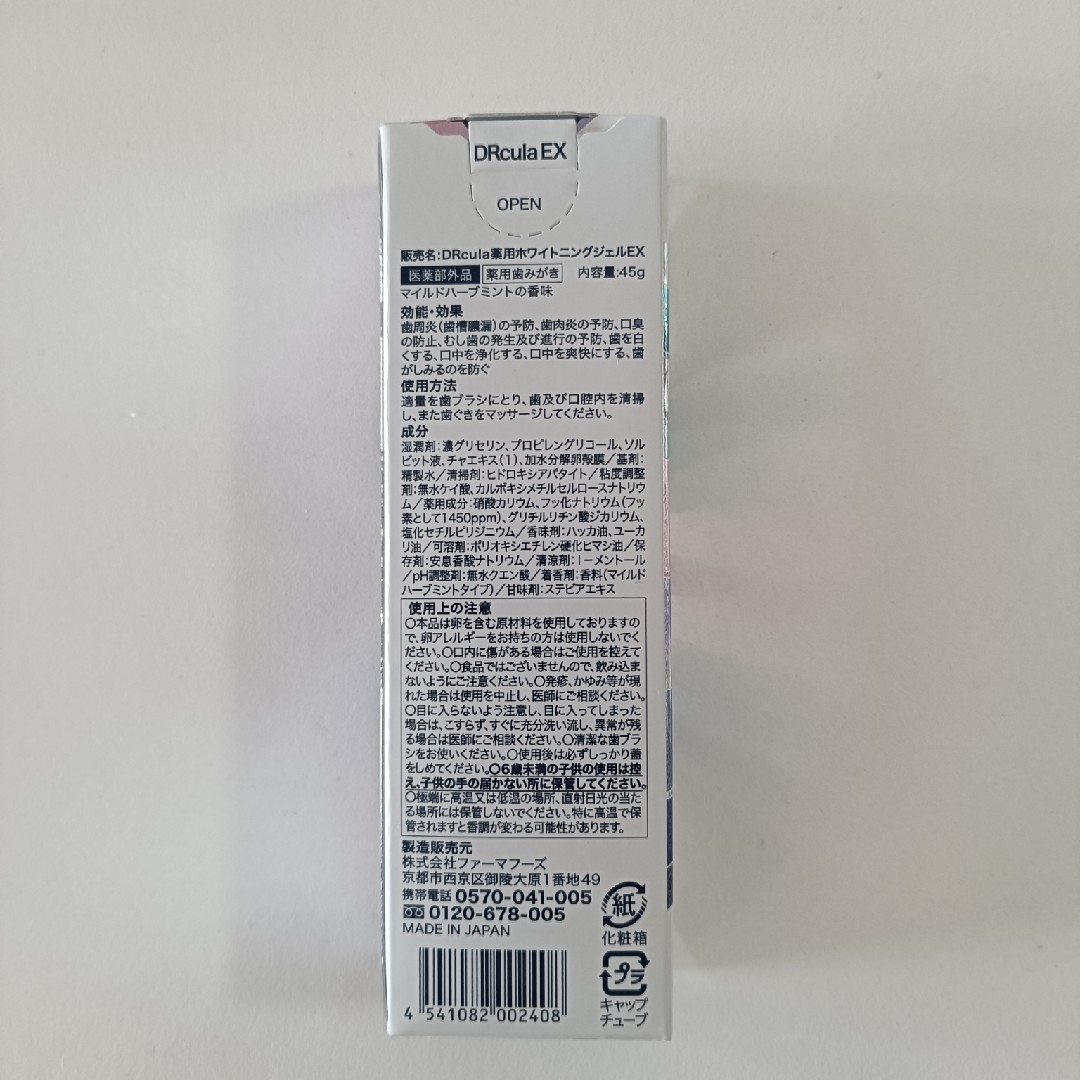 DRcula EX
OPEN
販売名:DRcula薬用ホワイトニングジェルEX
医薬部外品 薬用歯みがき 内容量:45g
マイルドハーブミントの香味
効能・効果
歯周炎(歯槽膿漏)の予防、歯肉炎の予防、口臭
の防止、むし歯の発生及び進行の予防、歯を白
くする、口中を浄化する、口中を爽快にする、歯
がしみるのを防ぐ
使用方法
適量を歯ブラシにとり、歯及び口腔内を清掃
し、また歯ぐきをマッサージしてください。
成分
湿潤剤:濃グリセリン、プロピレングリコール、ソル
ビット液、チャエキス(1)、加水分解卵殻膜/基剤:
精製水/清掃剤:ヒドロキシアパタイト/粘度調整
剤:無水ケイ酸、カルボキシメチルセルロースナトリウ
ム/薬用成分:硝酸カリウム、フッ化ナトリウム(フッ
素として1450ppm)、グリチルリチン酸ジカリウム、
塩化セチルピリジニウム/香味剤:ハッカ油、ユーカ
リ油/可溶剤:ポリオキシエチレン硬化ヒマシ油/保
存剤:安息香酸ナトリウム/清涼剤:l-メントール
/pH調整剤:無水クエン酸/着香剤:香料(マイルド
ハーブミントタイプ)/甘味剤:ステビアエキス
使用上の注意
○本品は卵を含む原材料を使用しておりますの
で、卵アレルギーをお持ちの方は使用しないでく
ださい。○口内に傷がある場合はご使用を控えて
ください。○食品ではございませんので、飲み込ま
ないようにご注意ください。○発疹、かゆみ等が現
れた場合は使用を中止し、医師にご相談ください。
○目に入らないよう注意し、目に入ってしまった
場合は、こすらず、すぐに充分洗い流し、異常が残
る場合は医師にご相談ください。○清潔な歯ブラ
シをお使いください。○使用後は必ずしっかり蓋
をしめてください。○6歳未満の子供の使用は控
え、子供の手の届かない所に保管してください。
○極端に高温又は低温の場所、直射日光の当た
る場所には保管しないでください。特に高温で保
管されますと香調が変わる可能性があります。
製造販売元
株式会社ファーマフーズ
京都市西京区御陵大原1番地49
携帯電話 0570-041-005
0120-678-005
MADE IN JAPAN
紙
化粧箱
プラ
キャップ
チューブ
4 541082 002408